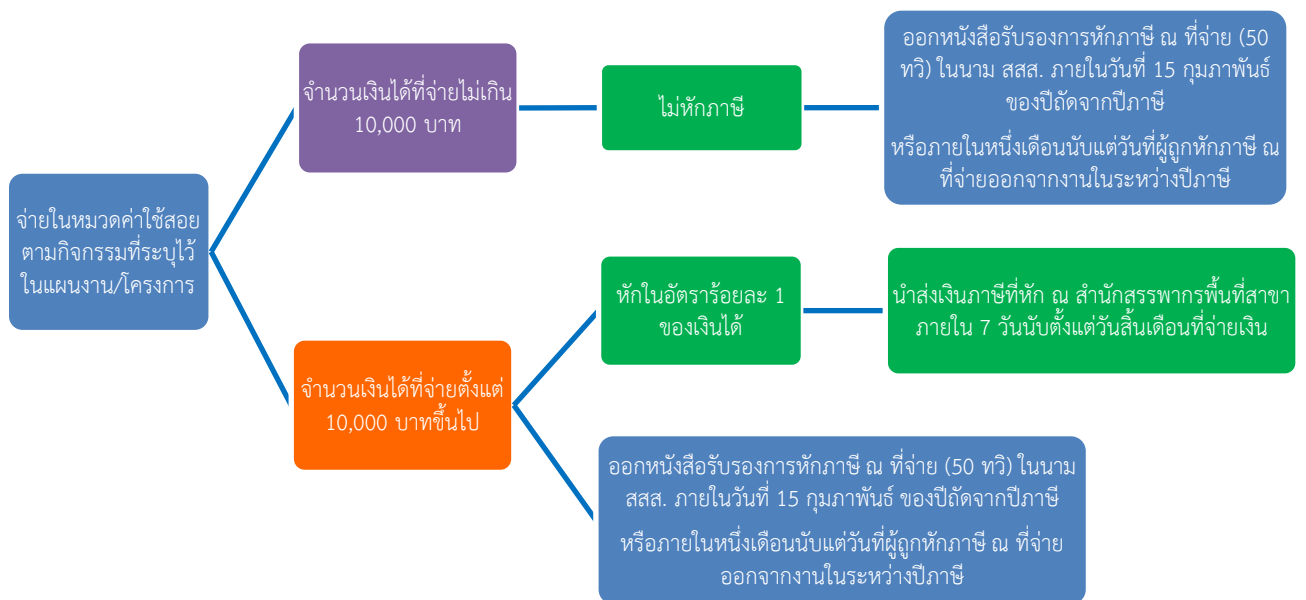 จ่ายในหมวดค่าใช้สอย
ตามกิจกรรมที่ระบุไว้
ในแผนงาน/โครงการ
จำนวนเงินได้ที่จ่ายไม่เกิน
10,000 บาท
ไม่หักภาษี
ออกหนังสือรับรองการหักภาษี ณ ที่จ่าย (50
ทวิ) ในนาม สสส. ภายในวันที่ 15 กุมภาพันธ์
ของปีถัดจากปีภาษี
หรือภายในหนึ่งเดือนนับแต่วันที่ผู้ถูกหักภาษี ณ
ที่จ่ายออกจากงานในระหว่างปีภาษี
จำนวนเงินได้ที่จ่ายตั้งแต่
10,000 บาทขึ้นไป
หักในอัตราร้อยละ 1
ของเงินได้
นำส่งเงินภาษีที่หัก ณ สำนักสรรพากรพื้นที่สาขา
ภายใน 7 วันนับตั้งแต่วันสิ้นเดือนที่จ่ายเงิน
ออกหนังสือรับรองการหักภาษี ณ ที่จ่าย (50 ทวิ) ในนาม
สสส. ภายในวันที่ 15 กุมภาพันธ์ ของปีถัดจากปีภาษี
หรือภายในหนึ่งเดือนนับแต่วันที่ผู้ถูกหักภาษี ณ ที่จ่าย
ออกจากงานในระหว่างปีภาษี